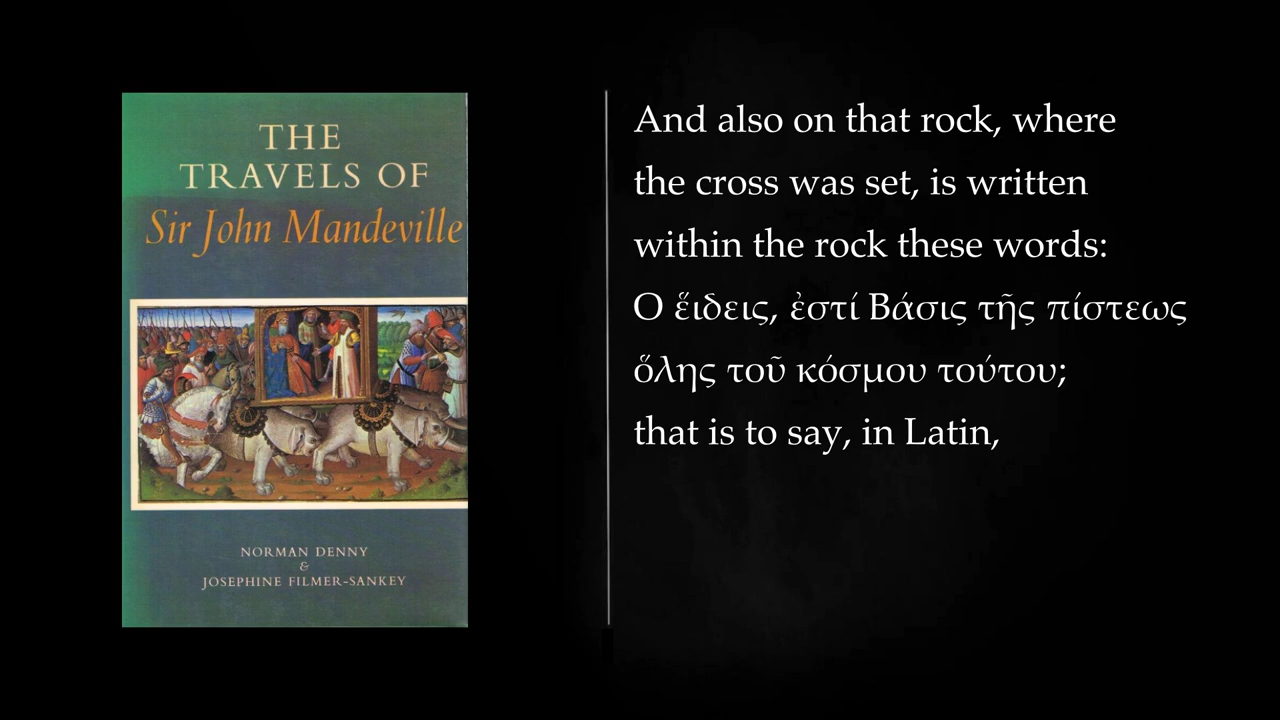 THE
TRAVELS OF
Sir John Mandeville
NORMAN DENNY
&
JOSEPHINE FILMER-SANKEY
And also on that rock, where
the cross was set, is written
within the rock these words:
Ο ἕιδεις, ἐστί Βάσις τῆς πίστεως
ὅλης τοῦ κόσμου τούτου;
that is to say, in Latin,